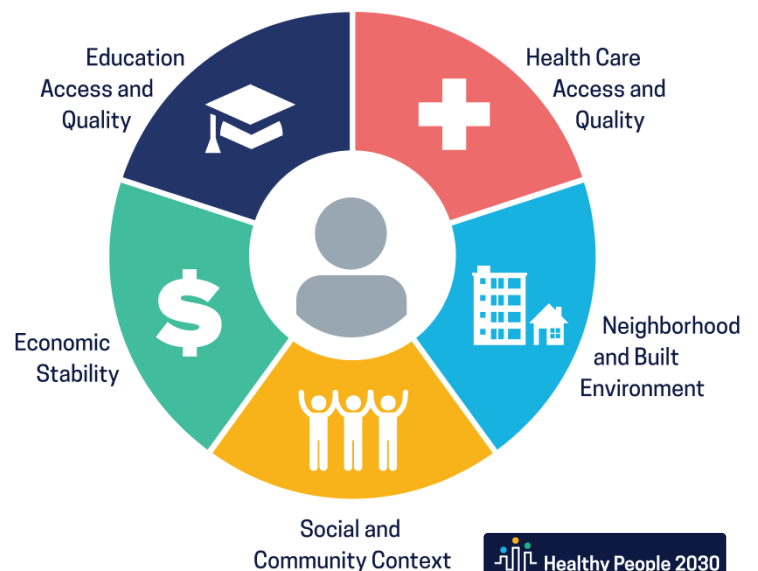 Education
Access and
Quality
Health Care
Access and
Quality
Economic
Stability
$
Neighborhood
and Built
Environment
Social and
Community Context
Healthy People 2030